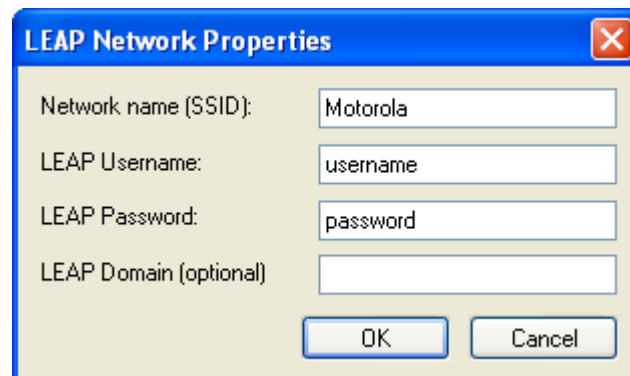 LEAP Network Properties
Network name (SSID): Motorola
LEAP Username: username
LEAP Password: password
LEAP Domain (optional)
OK Cancel